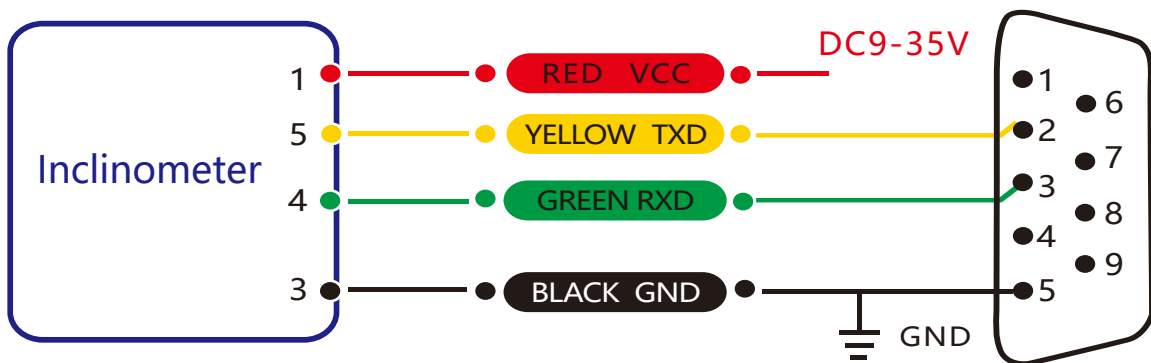 DC9-35V
1 RED VCC 1
6
5 YELLOW TXD 2
Inclinometer 7
4 GREEN RXD 3
8
4
9
3 BLACK GND 5
GND